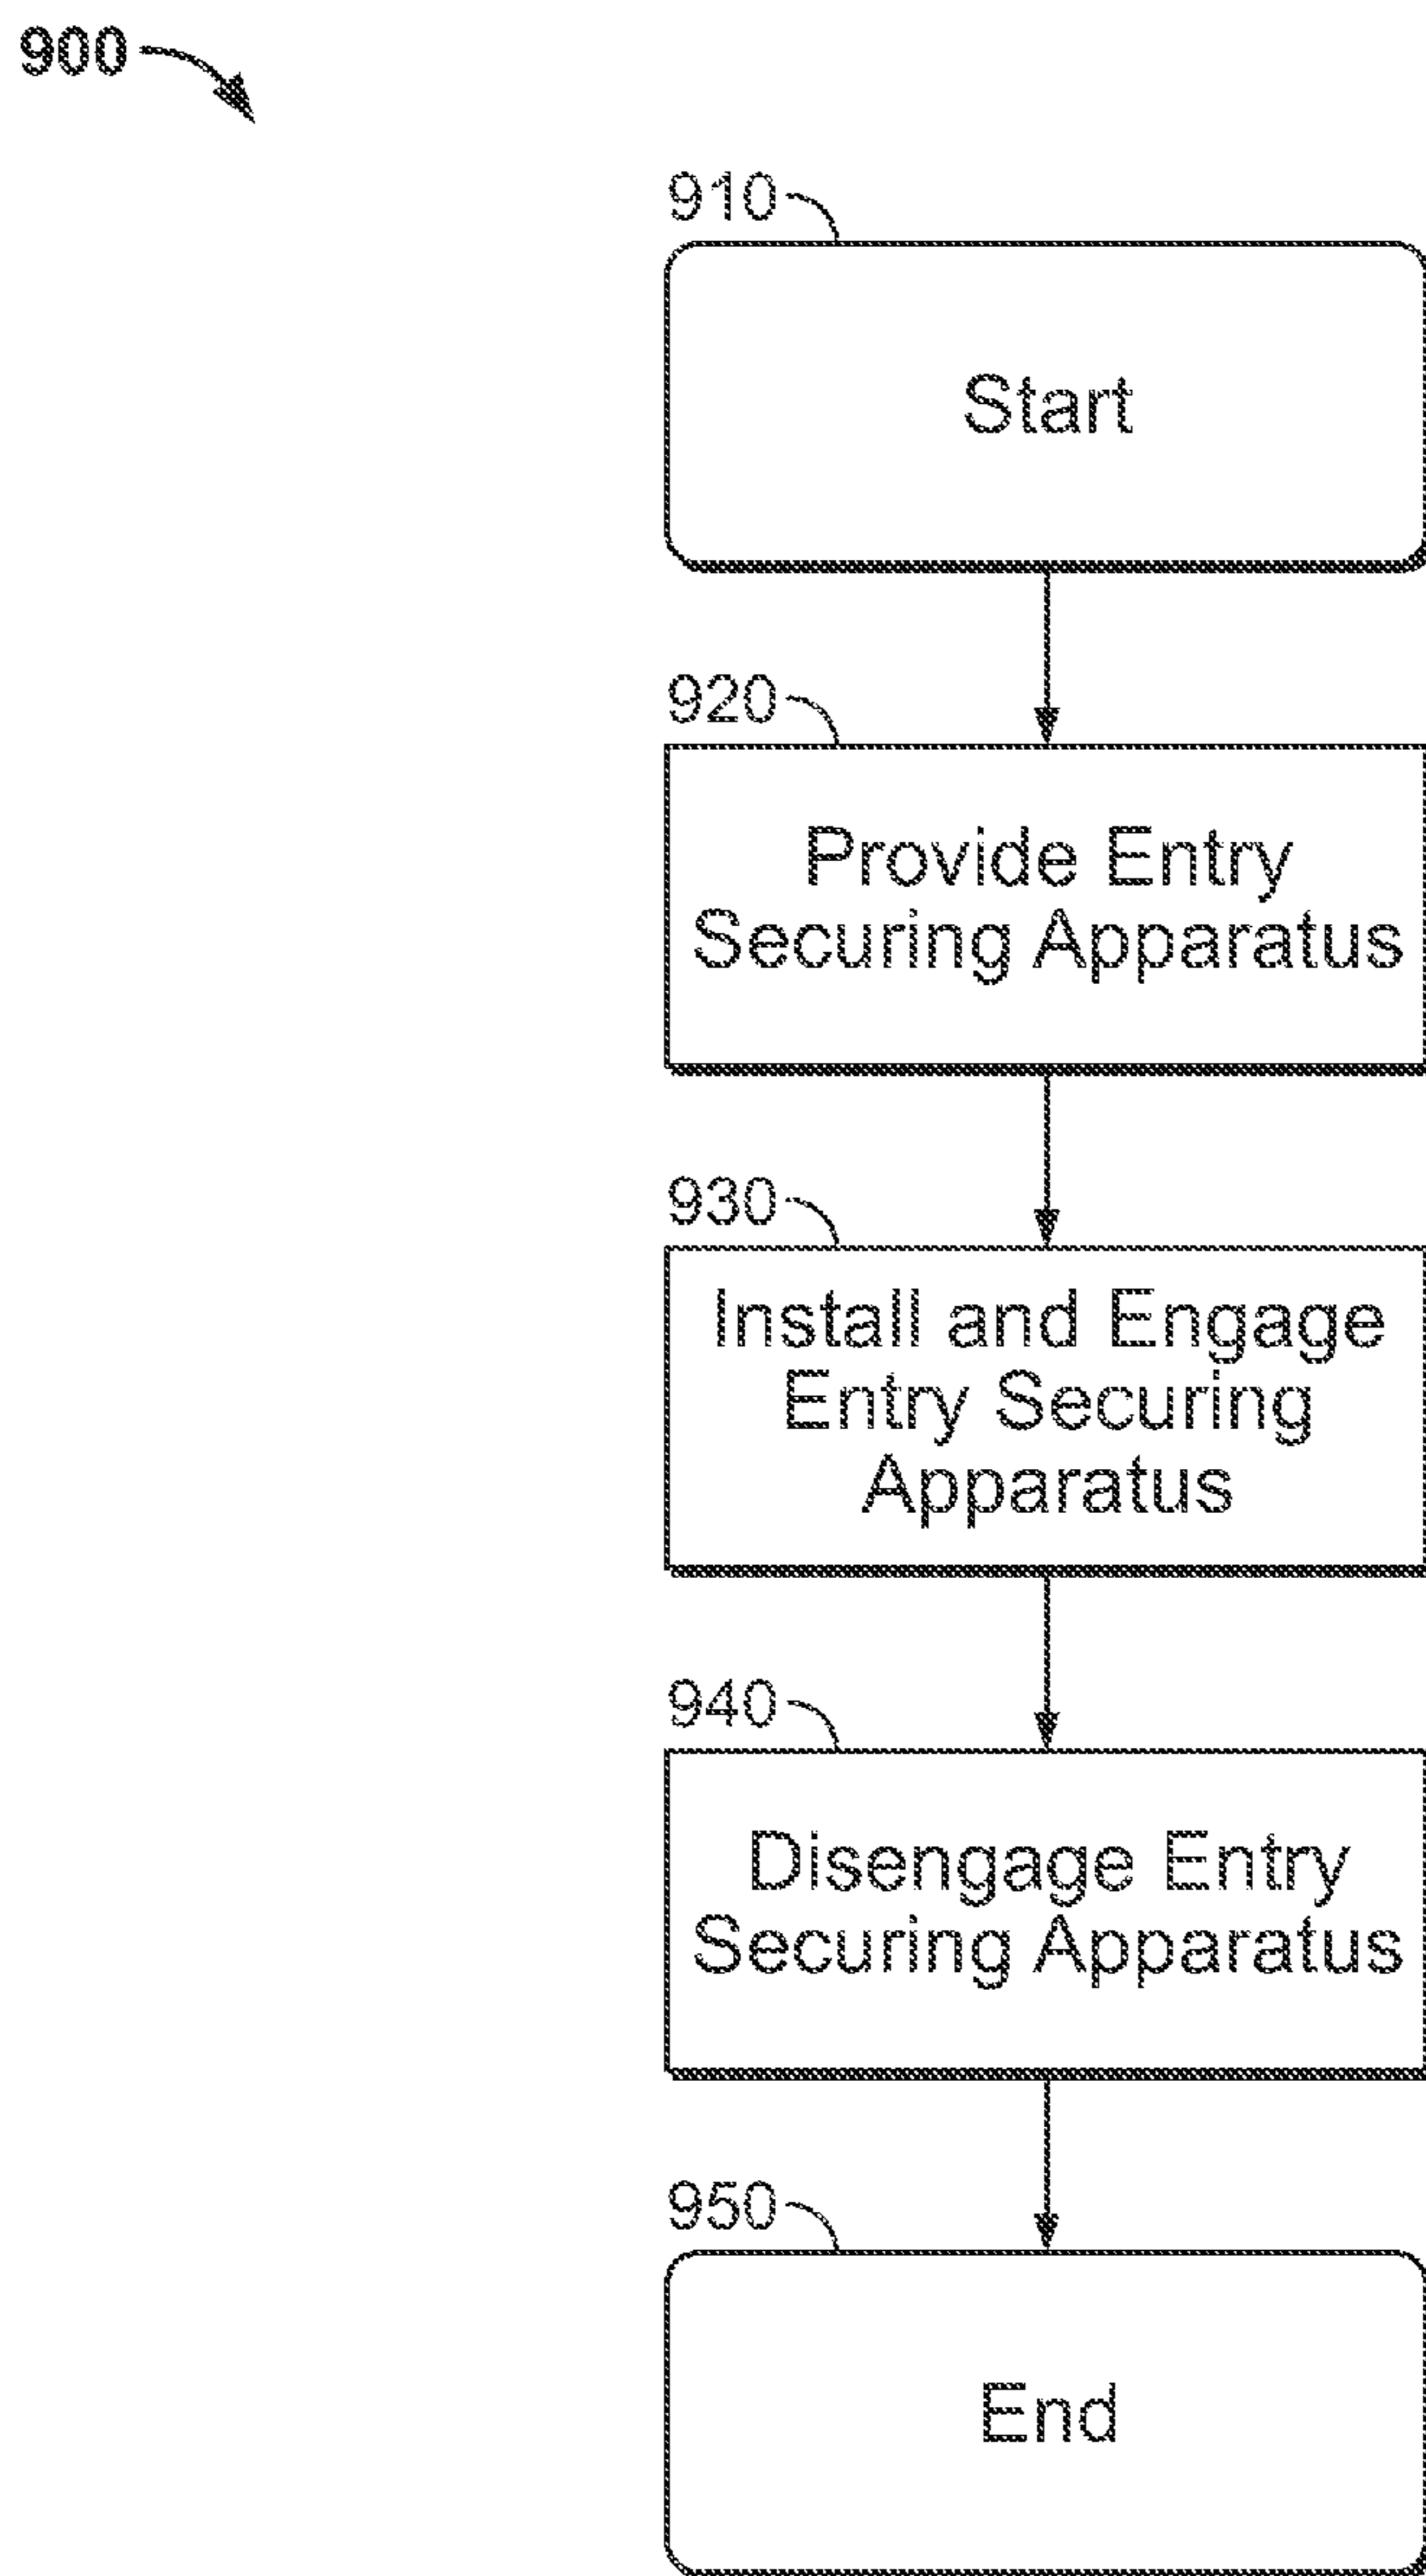 900
910
Start
920
Provide Entry
Securing Apparatus
930
Install and Engage
Entry Securing
Apparatus
940
Disengage Entry
Securing Apparatus
950
End